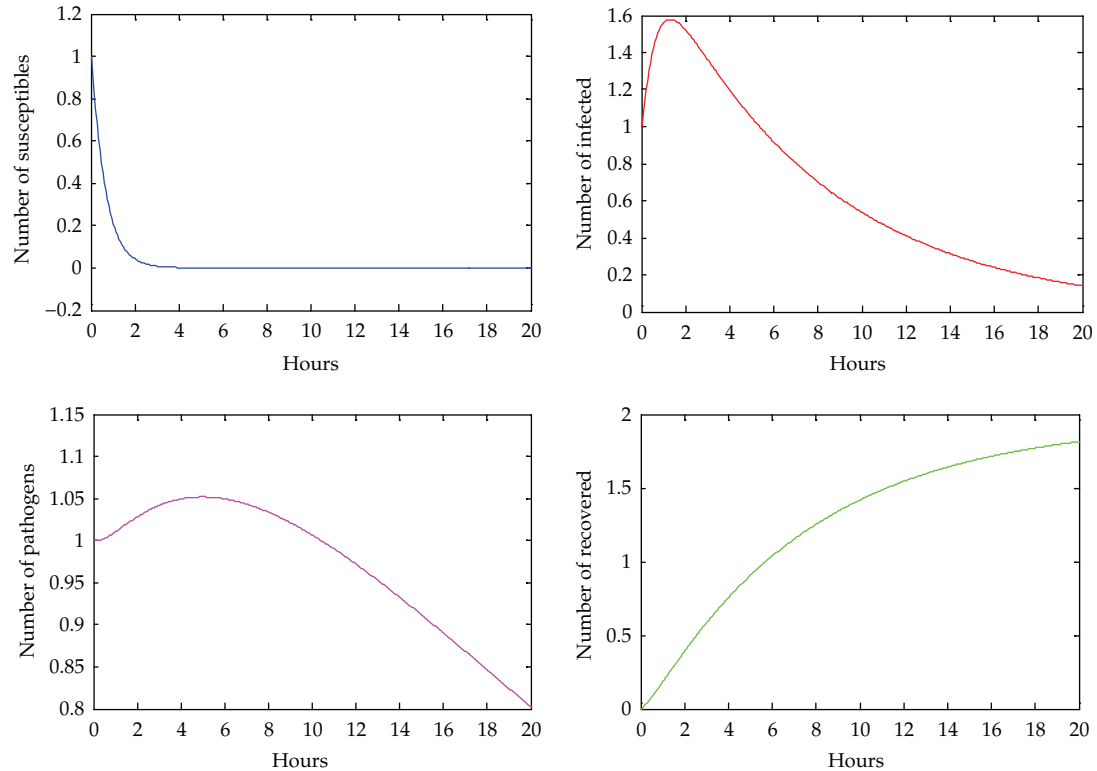 1.2
1
0.8
0.6
0.4
0.2
0
−0.2
Number of susceptibles
0 2 4 6 8 10 12 14 16 18 20
Hours
1.6
1.4
1.2
1
0.8
0.6
0.4
0.2
0
Number of infected
0 2 4 6 8 10 12 14 16 18 20
Hours
1.15
1.1
1.05
1
0.95
0.9
0.85
0.8
Number of pathogens
0 2 4 6 8 10 12 14 16 18 20
Hours
2
1.5
1
0.5
0
Number of recovered
0 2 4 6 8 10 12 14 16 18 20
Hours